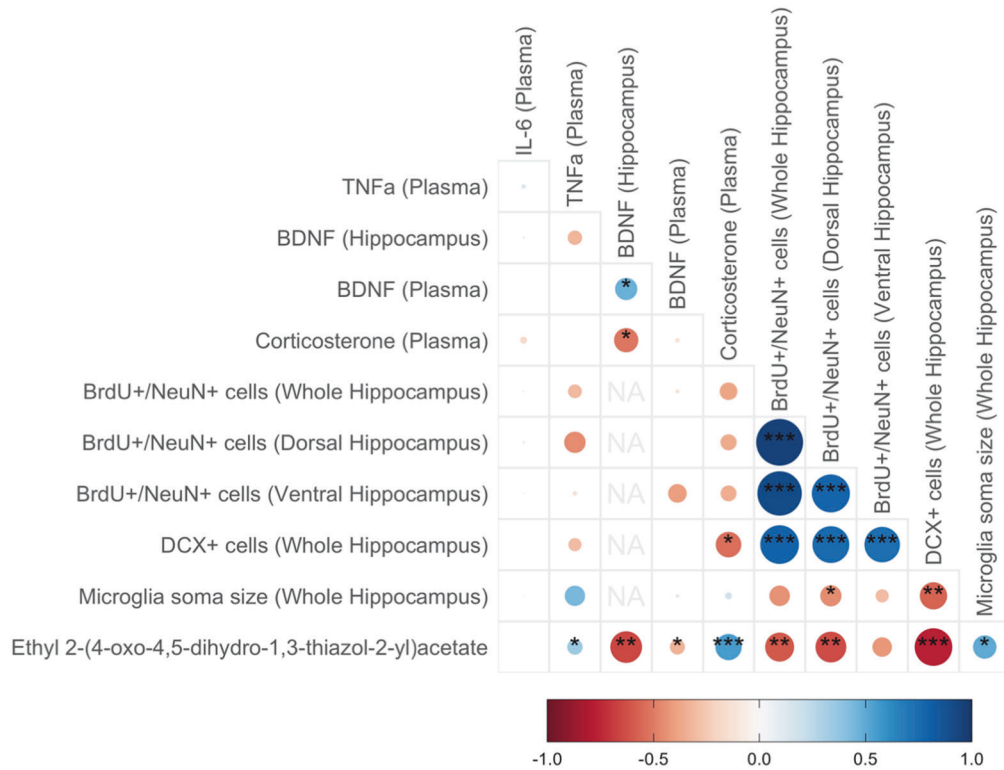 IL-6 (Plasma)
TNFa (Plasma)
BDNF (Hippocampus)
BDNF (Plasma)
Corticosterone (Plasma)
BrdU+/NeuN+ cells (Whole Hippocampus)
BrdU+/NeuN+ cells (Dorsal Hippocampus)
BrdU+/NeuN+ cells (Ventral Hippocampus)
DCX+ cells (Whole Hippocampus)
Microglia soma size (Whole Hippocampus)
TNFa (Plasma)
BDNF (Hippocampus)
BDNF (Plasma) *
Corticosterone (Plasma) *
BrdU+/NeuN+ cells (Whole Hippocampus) NA
BrdU+/NeuN+ cells (Dorsal Hippocampus) NA ***
BrdU+/NeuN+ cells (Ventral Hippocampus) NA *** ***
DCX+ cells (Whole Hippocampus) NA * *** *** ***
Microglia soma size (Whole Hippocampus) NA * **
Ethyl 2-(4-oxo-4,5-dihydro-1,3-thiazol-2-yl)acetate * ** * *** ** ** *** *
-1.0 -0.5 0.0 0.5 1.0